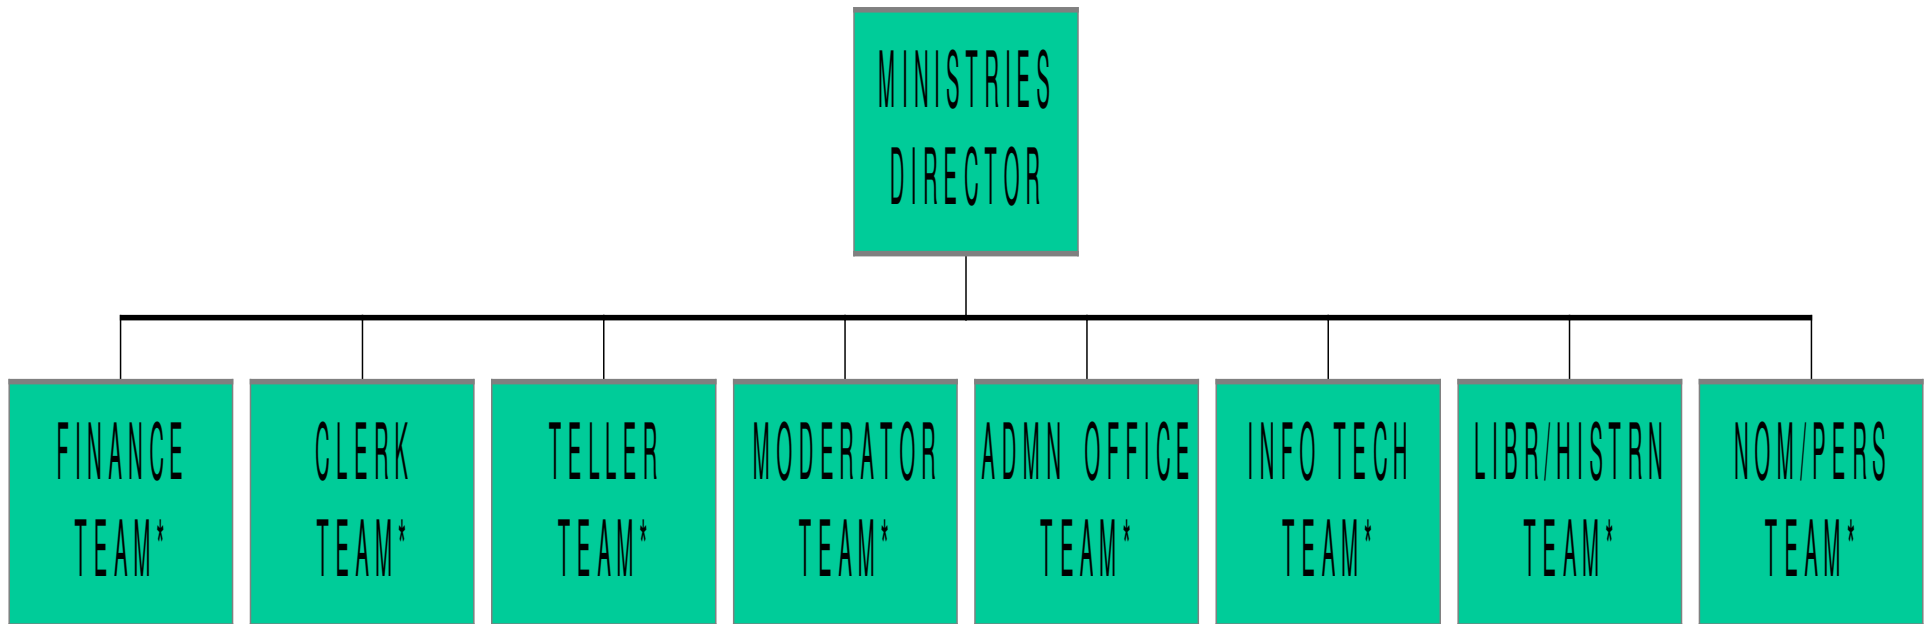 MINISTRIES
DIRECTOR
FINANCE
TEAM*
CLERK
TEAM*
TELLER
TEAM*
MODERATOR
TEAM*
ADMN OFFICE
TEAM*
INFO TECH
TEAM*
LIBR/HISTRN
TEAM*
NOM/PERS
TEAM*